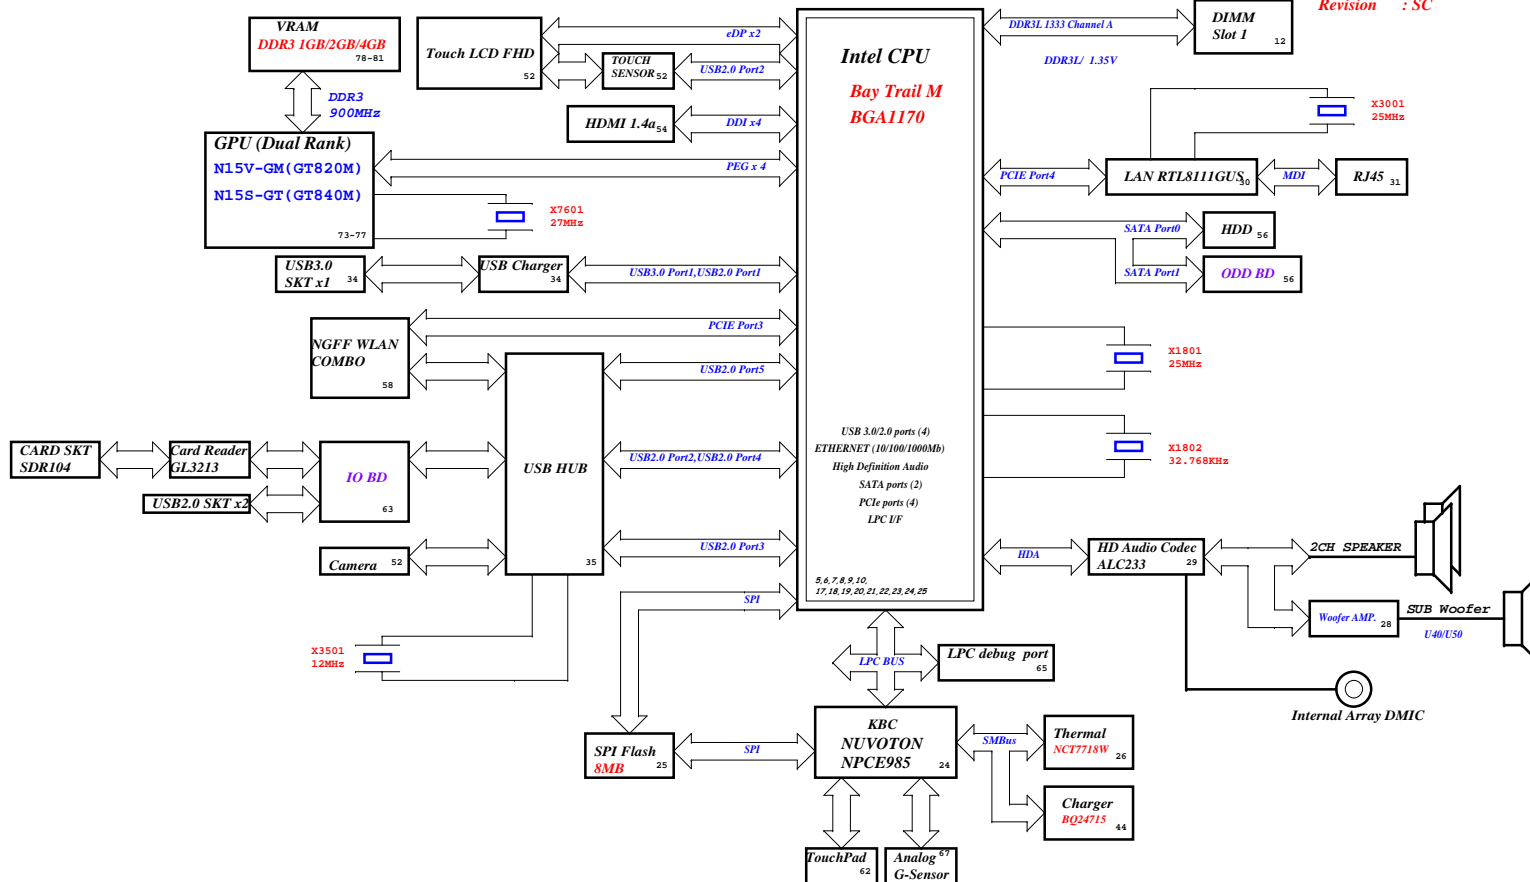 Revision : SC
VRAM
DDR3 1GB/2GB/4GB
78-81
DDR3
900MHz
GPU (Dual Rank)
N15V-GM(GT820M)
N15S-GT(GT840M)
73-77
X7601
27MHz
Touch LCD FHD
52
TOUCH
SENSOR 52
eDP x2
USB2.0 Port2
HDMI 1.4a 54
DDI x4
PEG x 4
USB3.0
SKT x1 34
USB Charger
34
USB3.0 Port1,USB2.0 Port1
NGFF WLAN
COMBO
58
PCIE Port3
USB2.0 Port5
CARD SKT
SDR104
Card Reader
GL3213
IO BD
63
USB2.0 SKT x2
USB HUB
35
USB2.0 Port2,USB2.0 Port4
Camera 52
USB2.0 Port3
SPI
X3501
12MHz
Intel CPU
Bay Trail M
BGA1170
USB 3.0/2.0 ports (4)
ETHERNET (10/100/1000Mb)
High Definition Audio
SATA ports (2)
PCIe ports (4)
LPC I/F
5,6,7,8,9,10,
17,18,19,20,21,22,23,24,25
DDR3L 1333 Channel A
DDR3L/ 1.35V
DIMM
Slot 1
12
X3001
25MHz
PCIE Port4
LAN RTL8111GUS 30
MDI
RJ45 31
SATA Port0
HDD 56
SATA Port1
ODD BD
56
X1801
25MHz
X1802
32.768KHz
HDA
HD Audio Codec
ALC233 29
2CH SPEAKER
Woofer AMP. 28
SUB Woofer
U40/U50
Internal Array DMIC
LPC BUS
LPC debug port
65
KBC
NUVOTON
NPCE985 24
SPI Flash
8MB 25
SPI
SMBus
Thermal
NCT7718W
26
Charger
BQ24715
44
TouchPad
62
Analog 67
G-Sensor